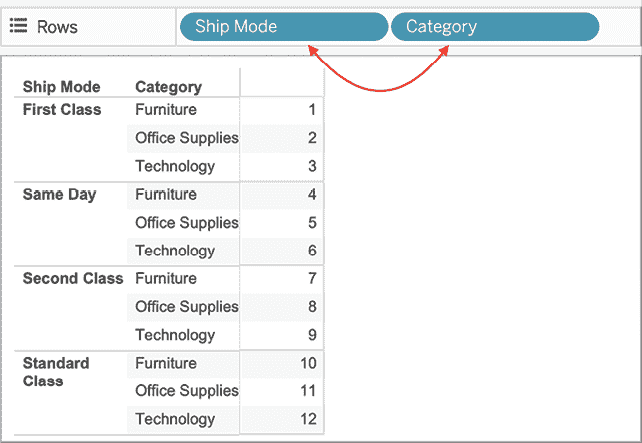 Rows Ship Mode Category
Ship Mode Category
First Class Furniture 1
Office Supplies 2
Technology 3
Same Day Furniture 4
Office Supplies 5
Technology 6
Second Class Furniture 7
Office Supplies 8
Technology 9
Standard Class Furniture 10
Office Supplies 11
Technology 12